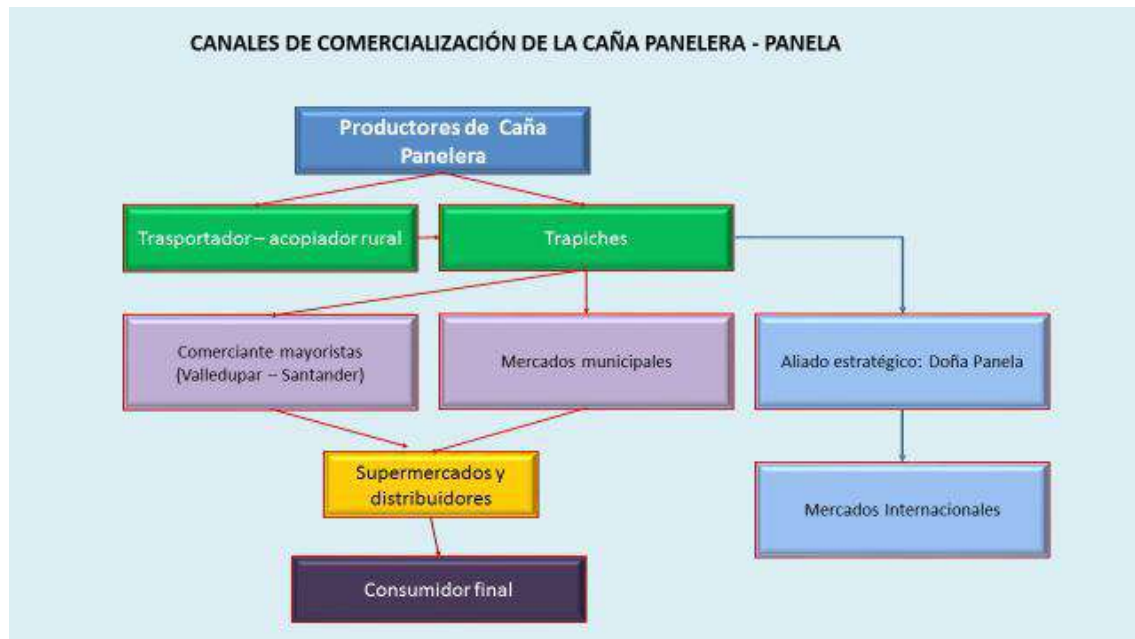 CANALES DE COMERCIALIZACIÓN DE LA CAÑA PANELERA - PANELA
Productores de Caña
Panelera
Trasportador – acopiador rural
Trapiches
Comerciante mayoristas
(Valledupar – Santander)
Mercados municipales
Aliado estratégico: Doña Panela
Supermercados y
distribuidores
Mercados Internacionales
Consumidor final